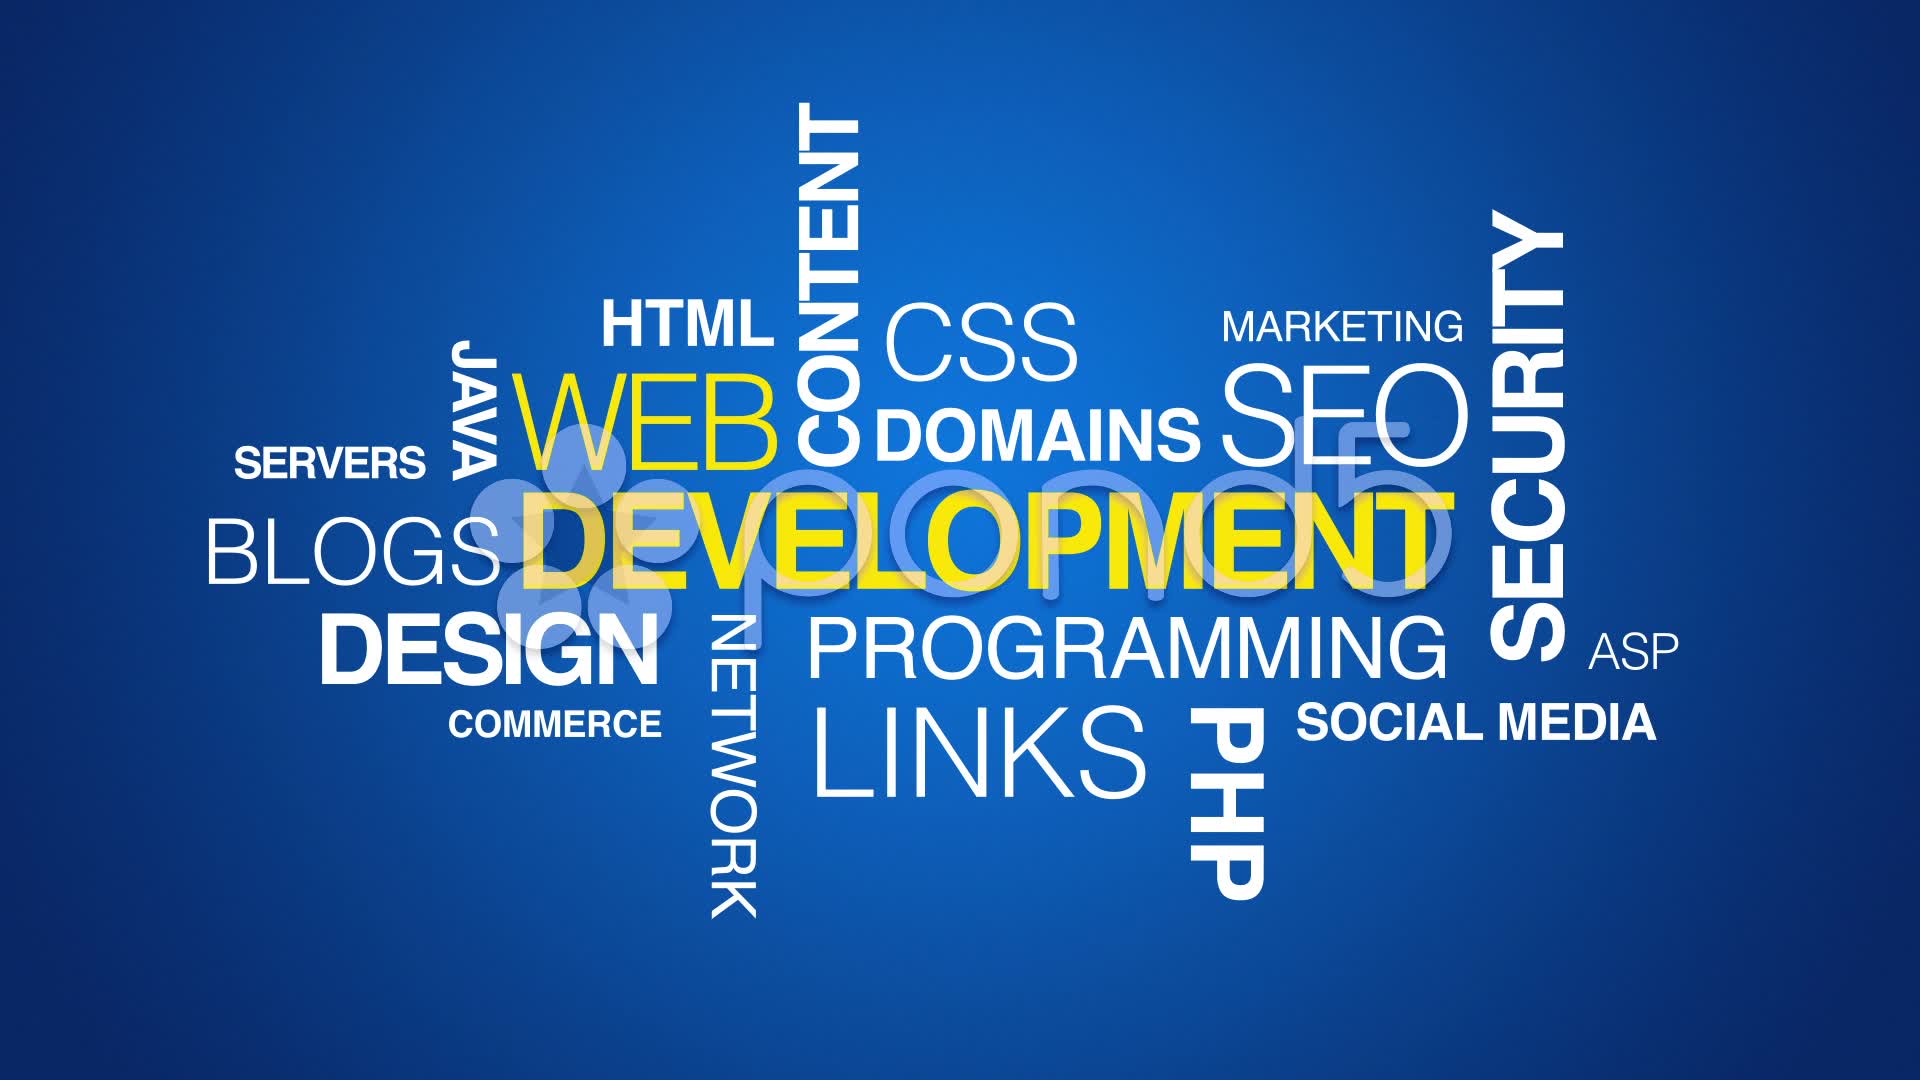 CONTENT
SECURITY
HTML
CSS
MARKETING
JAVA
WEB
SEO
DOMAINS
SERVERS
DEVELOPMENT
pond5
BLOGS
DESIGN
NETWORK
PROGRAMMING
ASP
COMMERCE
LINKS
PHP
SOCIAL MEDIA